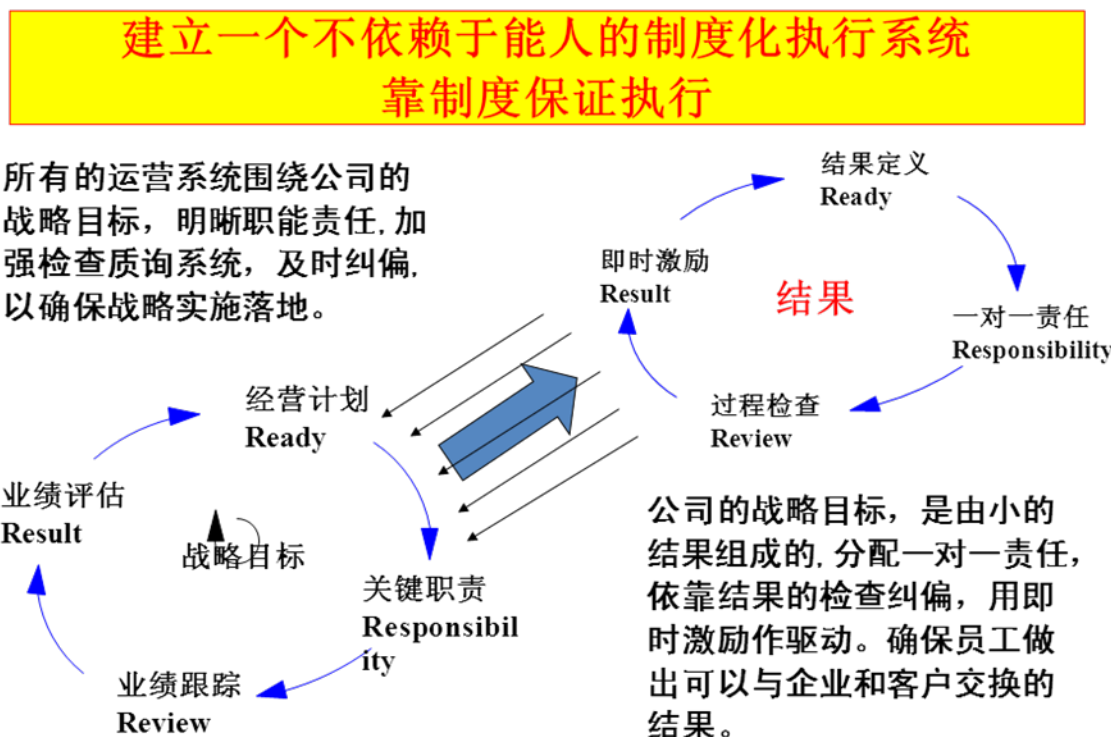 建立一个不依赖于能人的制度化执行系统
靠制度保证执行
所有的运营系统围绕公司的
战略目标，明晰职能责任,加
强检查质询系统，及时纠偏,
以确保战略实施落地。
结果定义
Ready
即时激励
Result
结果
一对一责任
Responsibility
过程检查
Review
经营计划
Ready
业绩评估
Result
战略目标
关键职责
Responsibil
ity
业绩跟踪
Review
公司的战略目标，是由小的
结果组成的,分配一对一责任，
依靠结果的检查纠偏，用即
时激励作驱动。确保员工做
出可以与企业和客户交换的
结果。